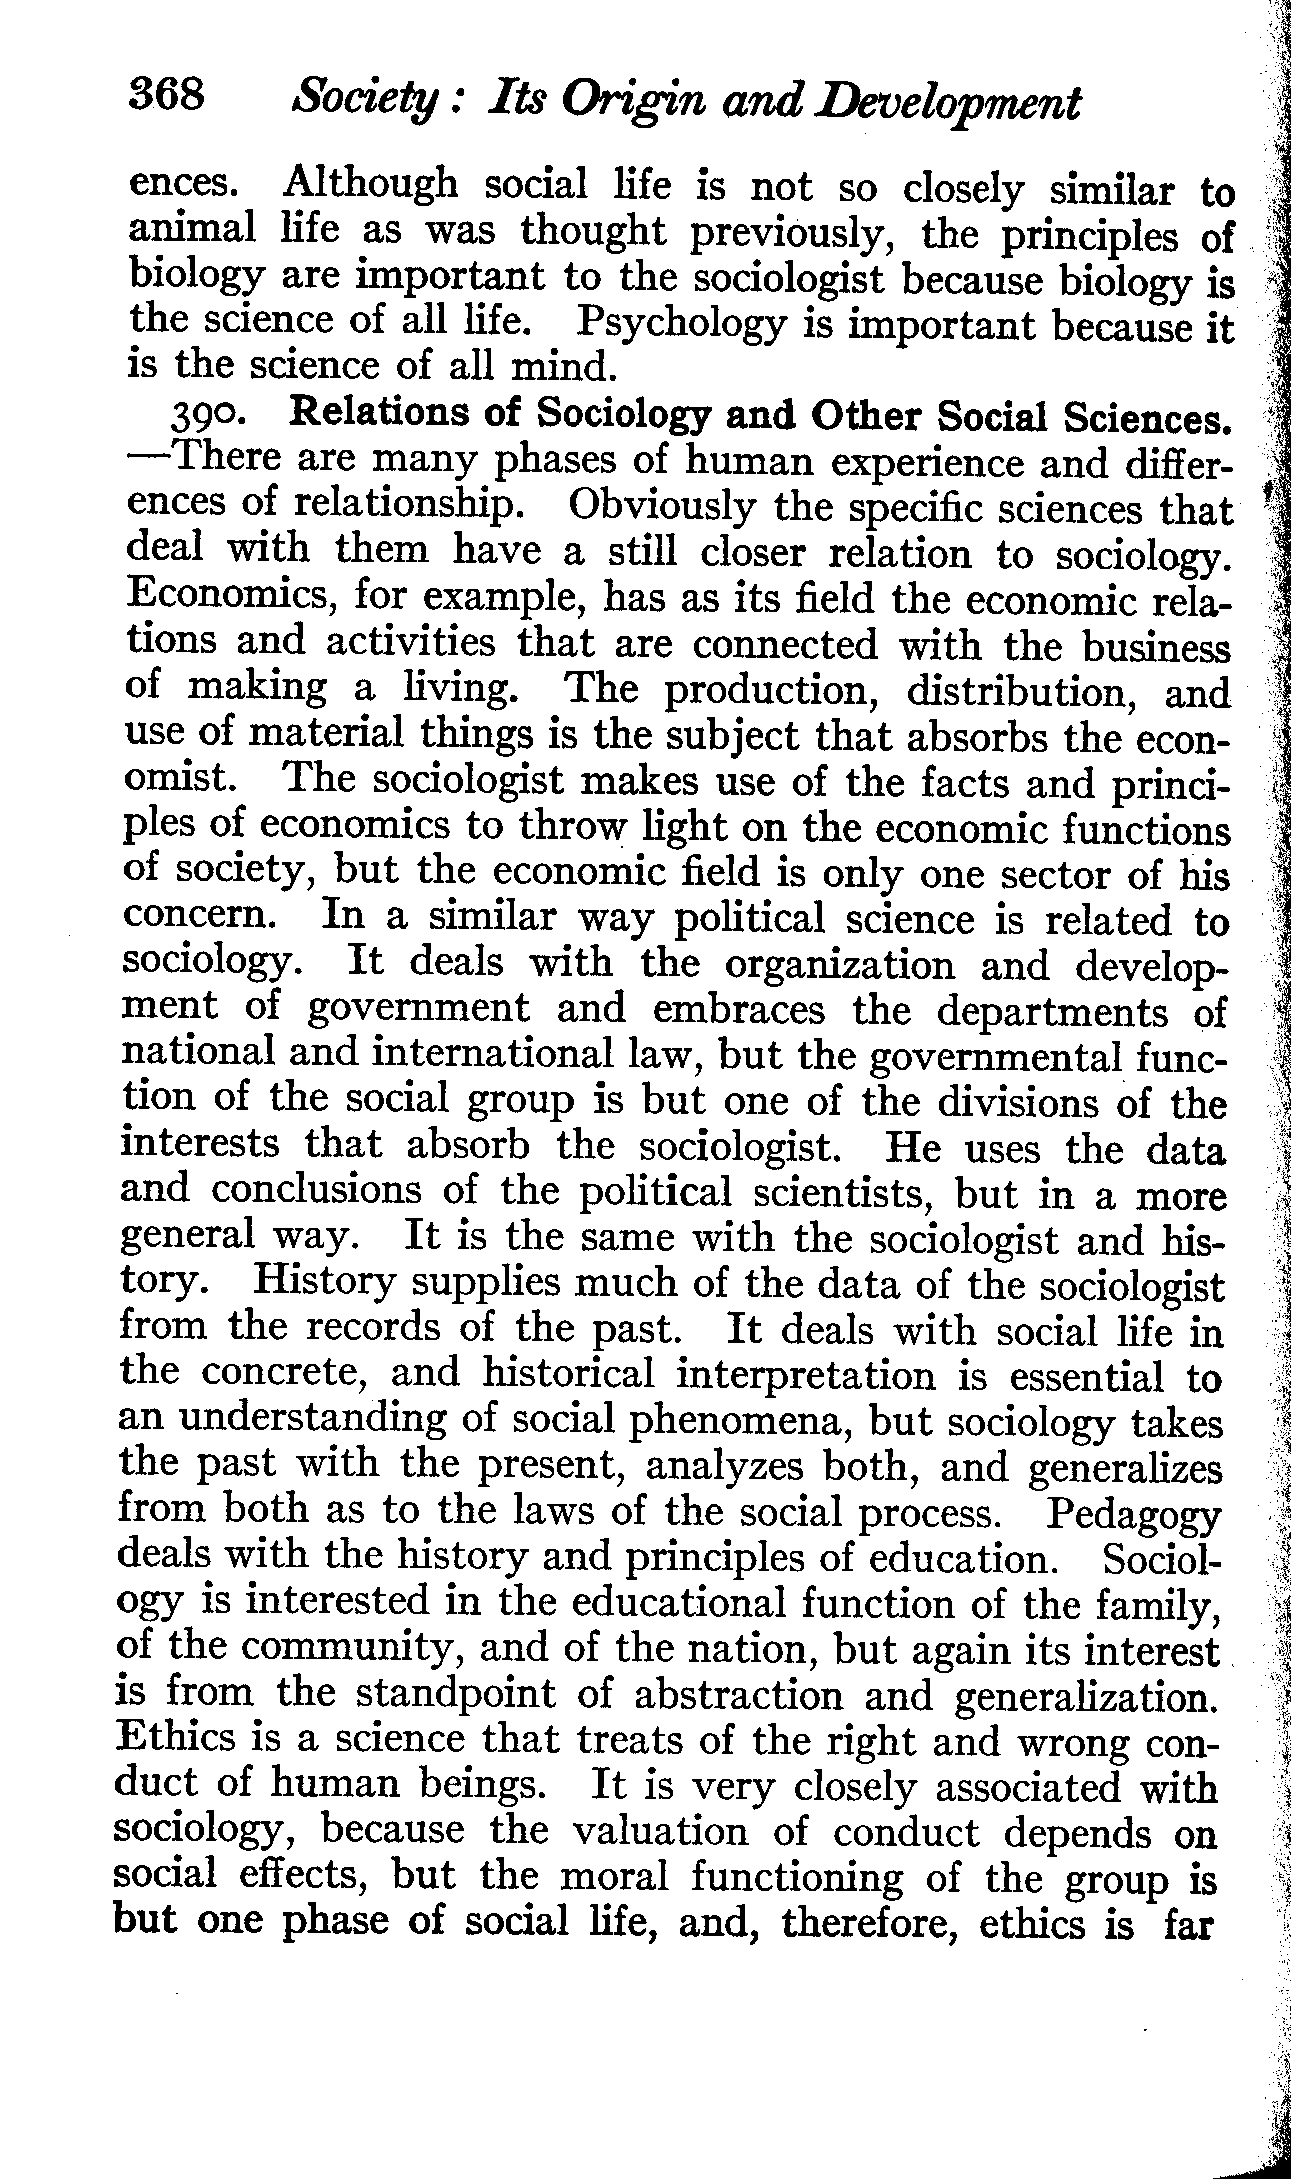 368 Society : Its Origin and Development
ences. Although social life is not so closely similar to
animal life as was thought previously, the principles of
biology are important to the sociologist because biology is
the science of all life. Psychology is important because it
is the science of all mind.
390. Relations of Sociology and Other Social Sciences.
—There are many phases of human experience and differ-
ences of relationship. Obviously the specific sciences that
deal with them have a still closer relation to sociology.
Economics, for example, has as its field the economic rela-
tions and activities that are connected with the business
of making a living. The production, distribution, and
use of material things is the subject that absorbs the econ-
omist. The sociologist makes use of the facts and princi-
ples of economics to throw light on the economic functions
of society, but the economic field is only one sector of his
concern. In a similar way political science is related to
sociology. It deals with the organization and develop-
ment of government and embraces the departments of
national and international law, but the governmental func-
tion of the social group is but one of the divisions of the
interests that absorb the sociologist. He uses the data
and conclusions of the political scientists, but in a more
general way. It is the same with the sociologist and his-
tory. History supplies much of the data of the sociologist
from the records of the past. It deals with social life in
the concrete, and historical interpretation is essential to
an understanding of social phenomena, but sociology takes
the past with the present, analyzes both, and generalizes
from both as to the laws of the social process. Pedagogy
deals with the history and principles of education. Sociol-
ogy is interested in the educational function of the family,
of the community, and of the nation, but again its interest
is from the standpoint of abstraction and generalization.
Ethics is a science that treats of the right and wrong con-
duct of human beings. It is very closely associated with
sociology, because the valuation of conduct depends on
social effects, but the moral functioning of the group is
but one phase of social life, and, therefore, ethics is far